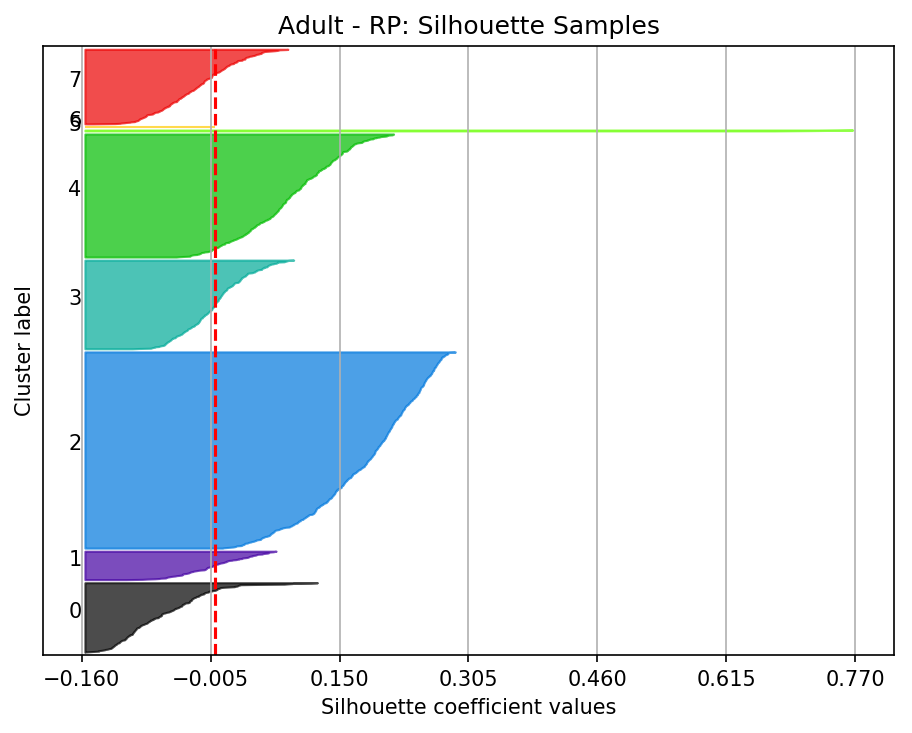 Adult - RP: Silhouette Samples
7
6
5
4
3
2
1
0
Cluster label
−0.160 −0.005 0.150 0.305 0.460 0.615 0.770
Silhouette coefficient values